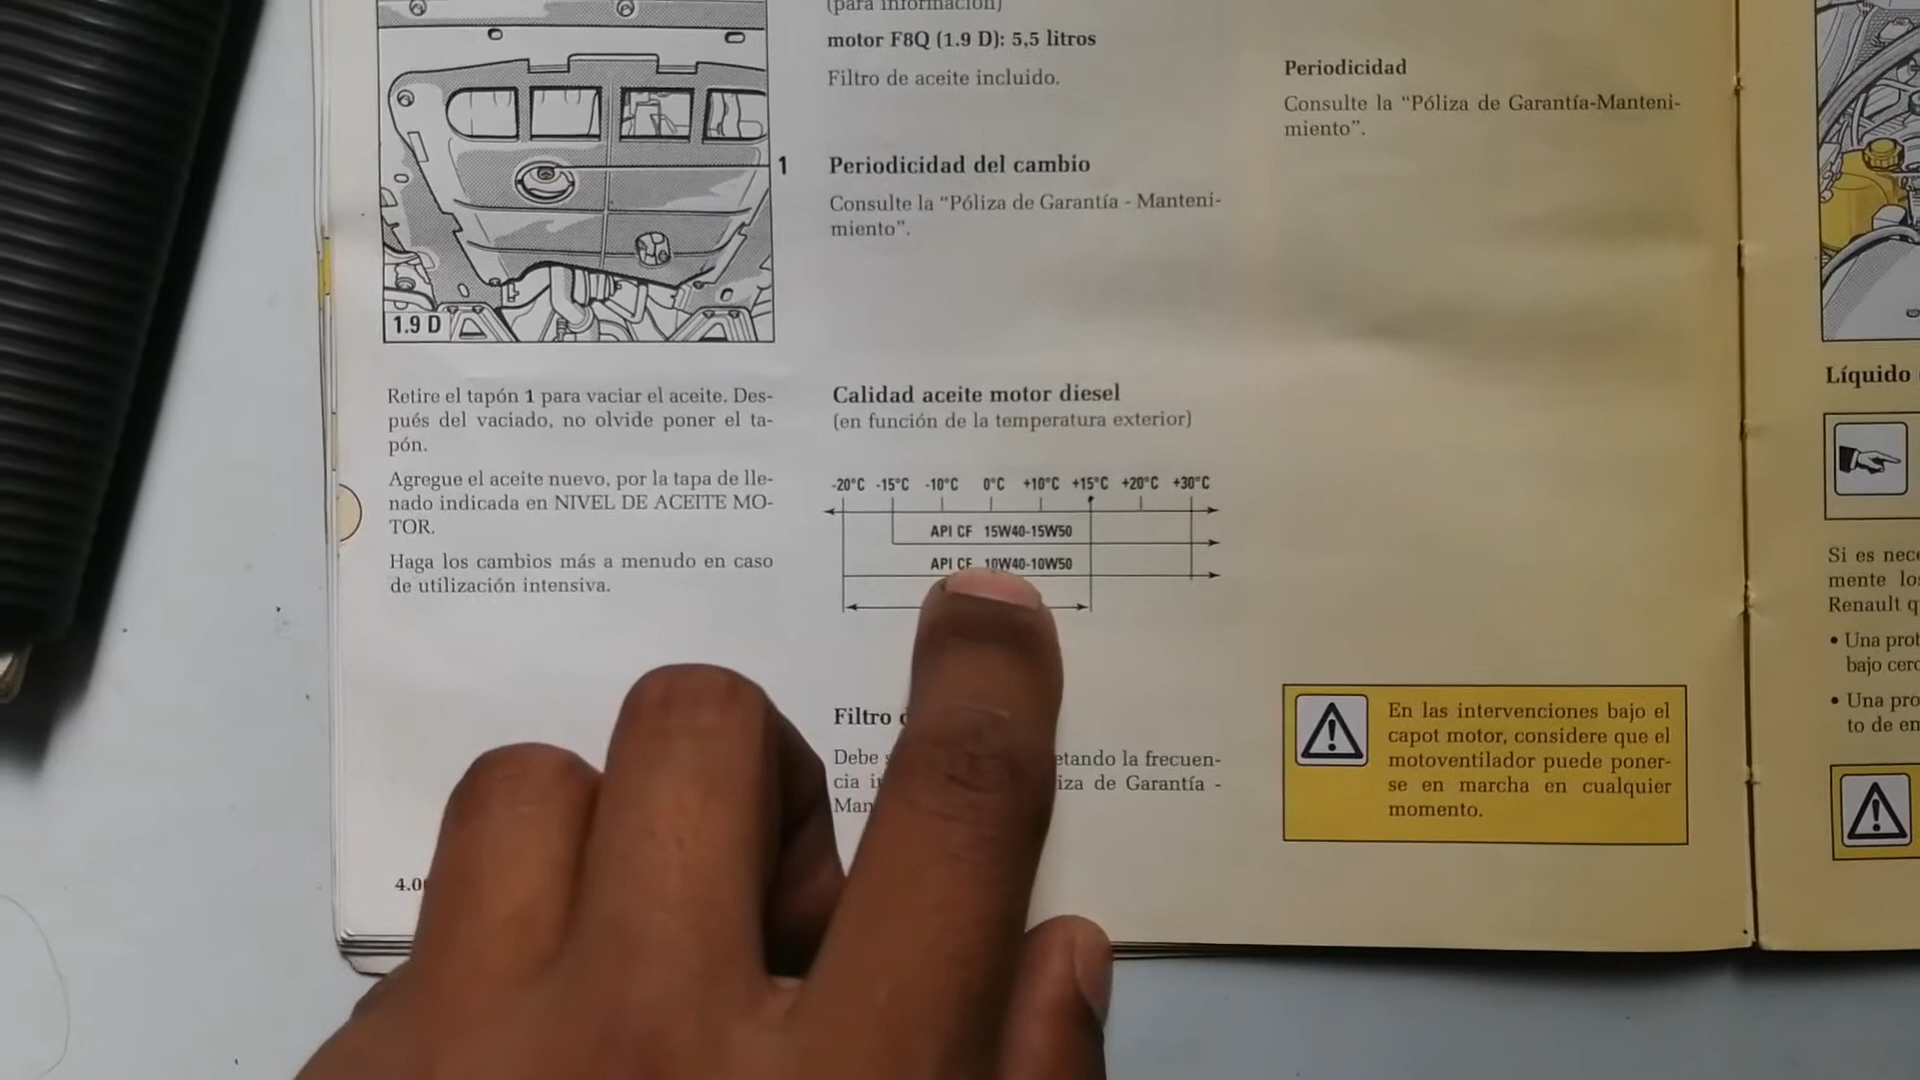 (para información)
motor F8Q (1.9 D): 5,5 litros
Filtro de aceite incluido.
1
Periodicidad del cambio
Consulte la “Póliza de Garantía - Manteni-
miento”.
1.9 D
Retire el tapón 1 para vaciar el aceite. Des-
pués del vaciado, no olvide poner el ta-
pón.
Agregue el aceite nuevo, por la tapa de lle-
nado indicada en NIVEL DE ACEITE MO-
TOR.
Haga los cambios más a menudo en caso
de utilización intensiva.
Calidad aceite motor diesel
(en función de la temperatura exterior)
-20°C -15°C -10°C 0°C +10°C +15°C +20°C +30°C
API CF 15W40-15W50
API CF 10W40-10W50
Filtro
Debe etando la frecuen-
cia iza de Garantía -
Man
4.0
Periodicidad
Consulte la “Póliza de Garantía-Manteni-
miento”.
En las intervenciones bajo el
capot motor, considere que el
motoventilador puede poner-
se en marcha en cualquier
momento.
Líquido
Si es nece
mente los
Renault q
• Una prot
bajo cero
• Una pro
to de en